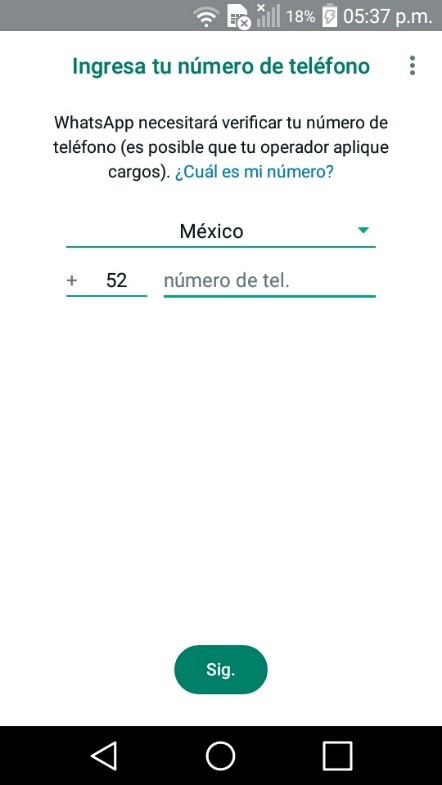 18% 05:37 p.m.
Ingresa tu número de teléfono
WhatsApp necesitará verificar tu número de
teléfono (es posible que tu operador aplique
cargos). ¿Cuál es mi número?
México
+ 52 número de tel.
Sig.